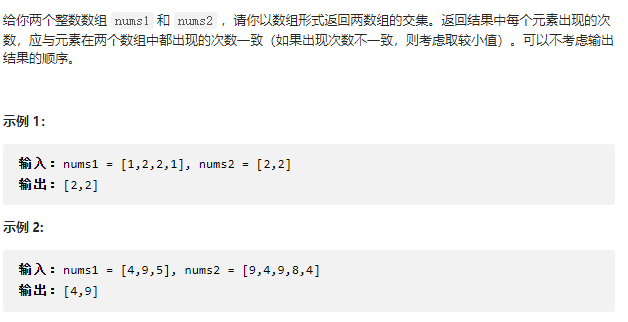 给你两个整数数组 nums1 和 nums2 ，请你以数组形式返回两数组的交集。返回结果中每个元素出现的次
数，应与元素在两个数组中都出现的次数一致（如果出现次数不一致，则考虑取较小值）。可以不考虑输出
结果的顺序。
示例 1：
输入：nums1 = [1,2,2,1], nums2 = [2,2]
输出：[2,2]
示例 2:
输入：nums1 = [4,9,5], nums2 = [9,4,9,8,4]
输出：[4,9]